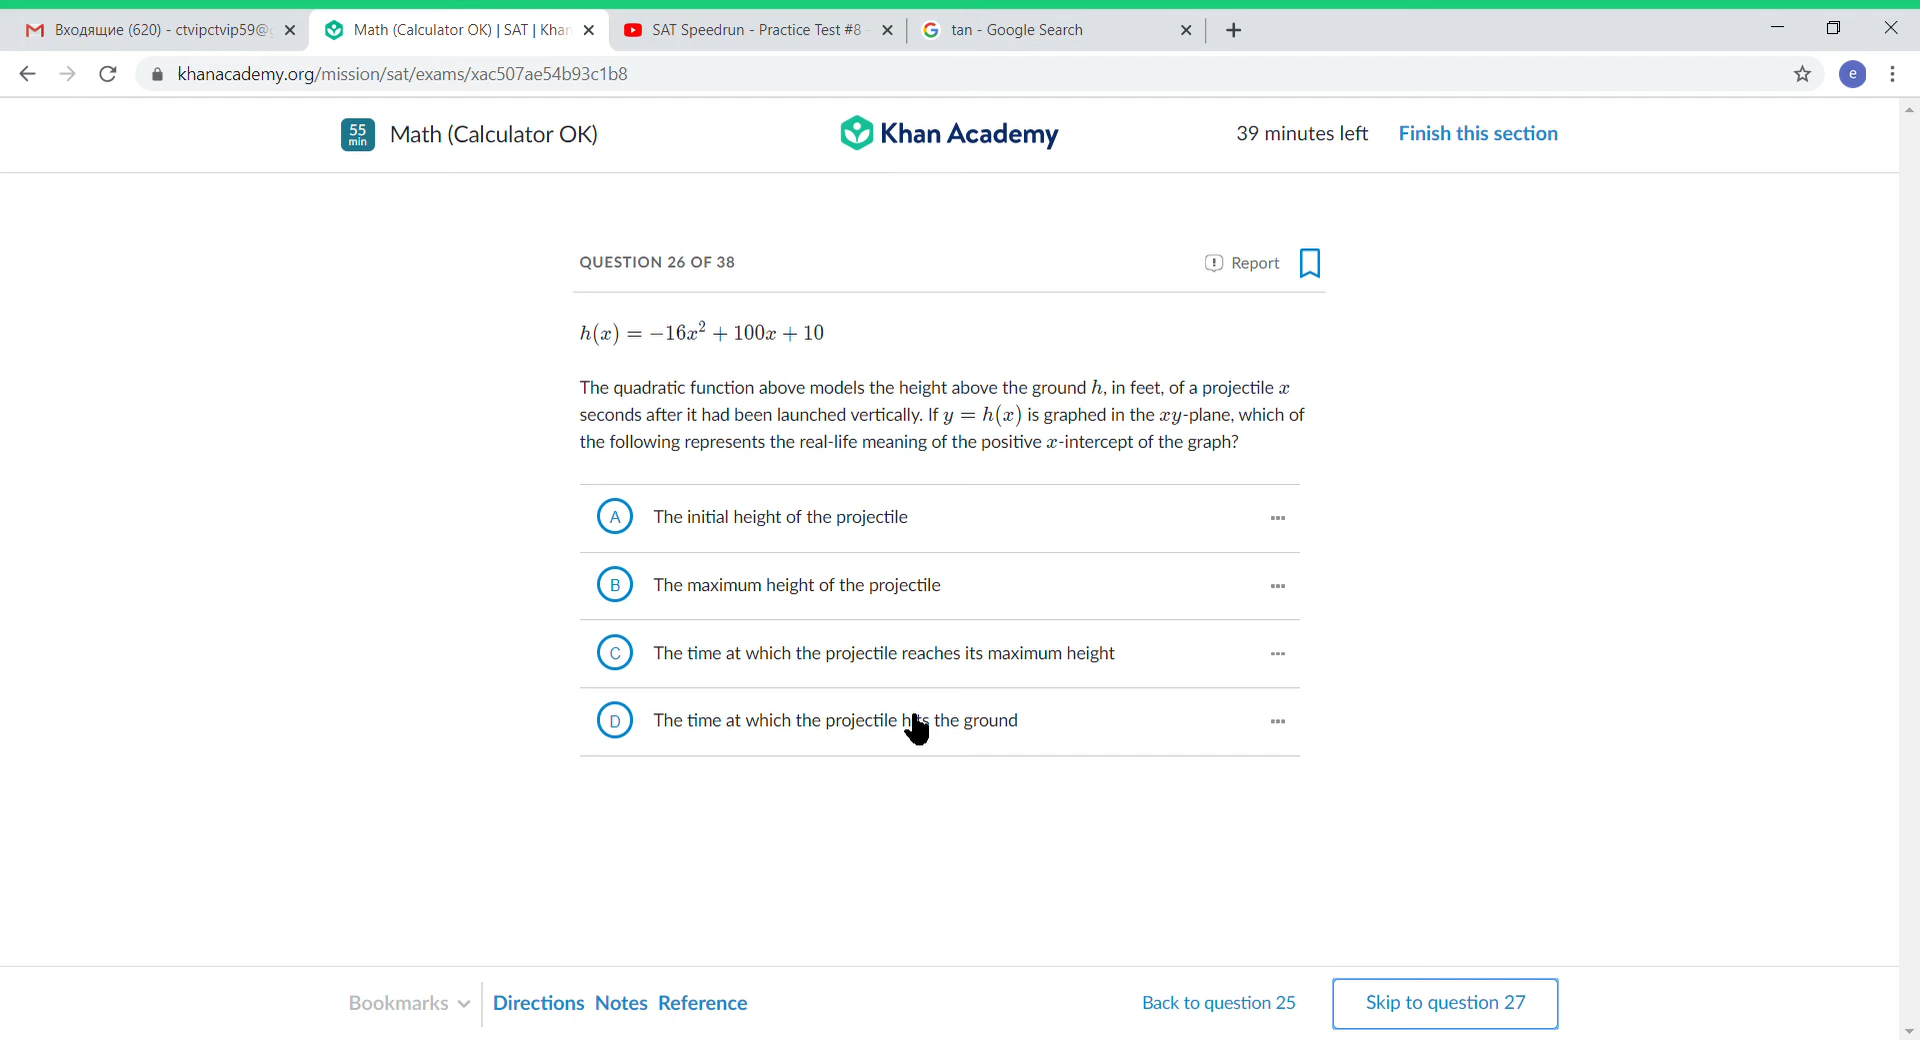 Входящие (620) - ctvipctvip59@
Math (Calculator OK) | SAT | Khan
SAT Speedrun - Practice Test #8
tan - Google Search
khanacademy.org/mission/sat/exams/xac507ae54b93c1b8
e
55 min
Math (Calculator OK)
Khan Academy
39 minutes left
Finish this section
QUESTION 26 OF 38
Report
h(x) = −16x² + 100x + 10
The quadratic function above models the height above the ground h, in feet, of a projectile x
seconds after it had been launched vertically. If y = h(x) is graphed in the xy-plane, which of
the following represents the real-life meaning of the positive x-intercept of the graph?
A The initial height of the projectile
B The maximum height of the projectile
C The time at which the projectile reaches its maximum height
D The time at which the projectile hits the ground
Bookmarks
Directions
Notes
Reference
Back to question 25
Skip to question 27